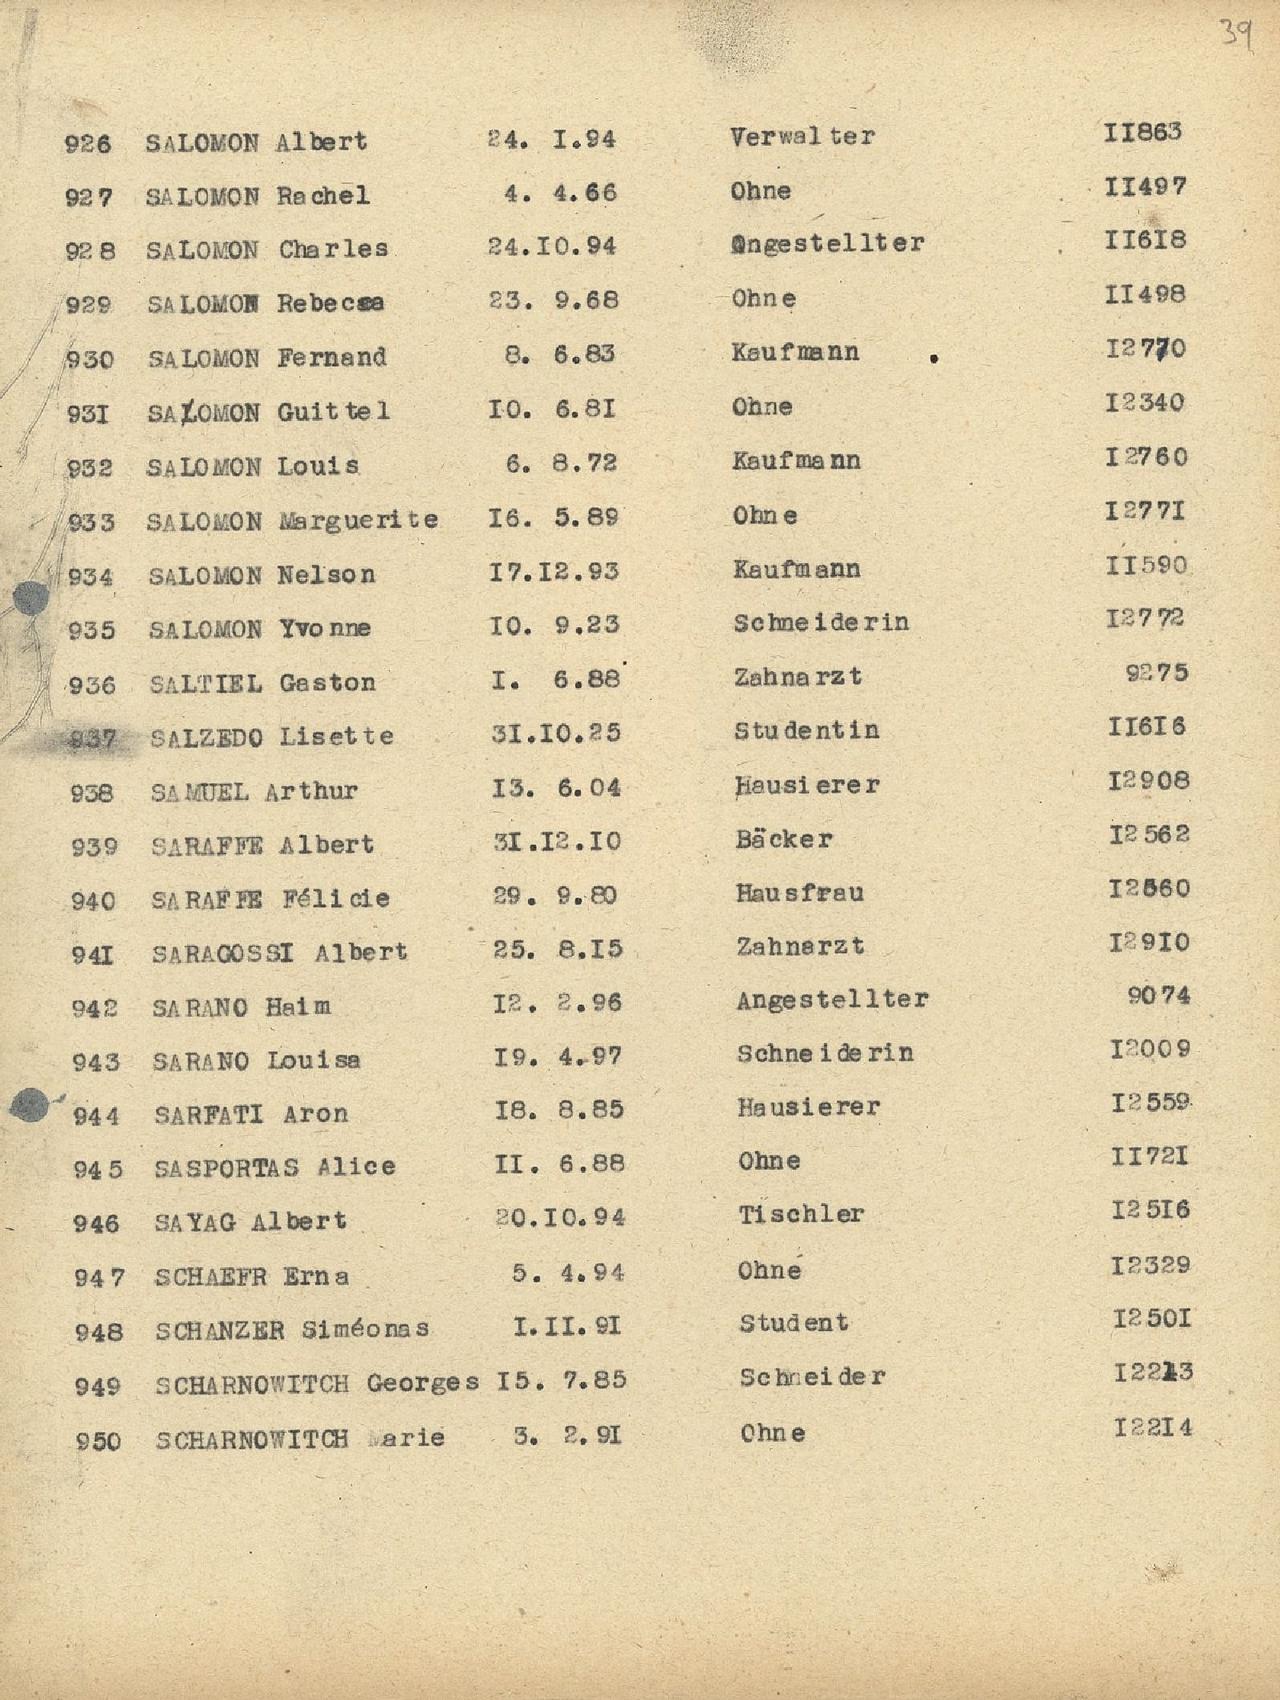 39
926 SALOMON Albert 24. I.94 Verwalter II863
927 SALOMON Rachel 4. 4.66 Ohne II497
928 SALOMON Charles 24.I0.94 Angestellter II6I8
929 SALOMON Rebecca 23. 9.68 Ohne II498
930 SALOMON Fernand 8. 6.83 Kaufmann I2770
93I SALOMON Guittel I0. 6.8I Ohne I2340
932 SALOMON Louis 6. 8.72 Kaufmann I2760
933 SALOMON Marguerite I6. 5.89 Ohne I277I
934 SALOMON Nelson I7.I2.93 Kaufmann II590
935 SALOMON Yvonne I0. 9.23 Schneiderin I2772
936 SALTIEL Gaston I. 6.88 Zahnarzt 9275
937 SALZEDO Lisette 3I.I0.25 Studentin II6I6
938 SAMUEL Arthur I3. 6.04 Hausierer I2908
939 SARAFFE Albert 3I.I2.I0 Bäcker I2562
940 SARAFFE Félicie 29. 9.80 Hausfrau I2560
94I SARAGOSSI Albert 25. 8.I5 Zahnarzt I29I0
942 SARANO Haim I2. 2.96 Angestellter 9074
943 SARANO Louisa I9. 4.97 Schneiderin I2009
944 SARFATI Aron I8. 8.85 Hausierer I2559
945 SASPORTAS Alice II. 6.88 Ohne II72I
946 SAYAG Albert 20.I0.94 Tischler I25I6
947 SCHAEFR Erna 5. 4.94 Ohne I2329
948 SCHANZER Siméonas I.II.9I Student I250I
949 SCHARNOWITCH Georges I5. 7.85 Schneider I22I3
950 SCHARNOWITCH Marie 3. 2.9I Ohne I22I4